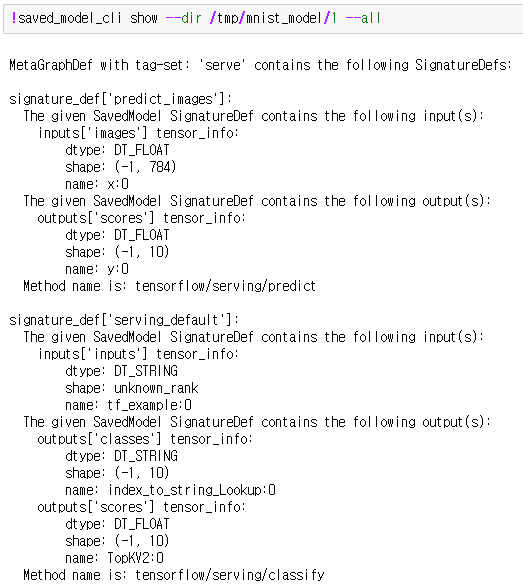 !saved_model_cli show --dir /tmp/mnist_model/1 --all
MetaGraphDef with tag-set: 'serve' contains the following SignatureDefs:
signature_def['predict_images']:
The given SavedModel SignatureDef contains the following input(s):
inputs['images'] tensor_info:
dtype: DT_FLOAT
shape: (-1, 784)
name: x:0
The given SavedModel SignatureDef contains the following output(s):
outputs['scores'] tensor_info:
dtype: DT_FLOAT
shape: (-1, 10)
name: y:0
Method name is: tensorflow/serving/predict
signature_def['serving_default']:
The given SavedModel SignatureDef contains the following input(s):
inputs['inputs'] tensor_info:
dtype: DT_STRING
shape: unknown_rank
name: tf_example:0
The given SavedModel SignatureDef contains the following output(s):
outputs['classes'] tensor_info:
dtype: DT_STRING
shape: (-1, 10)
name: index_to_string_Lookup:0
outputs['scores'] tensor_info:
dtype: DT_FLOAT
shape: (-1, 10)
name: TopKV2:0
Method name is: tensorflow/serving/classify